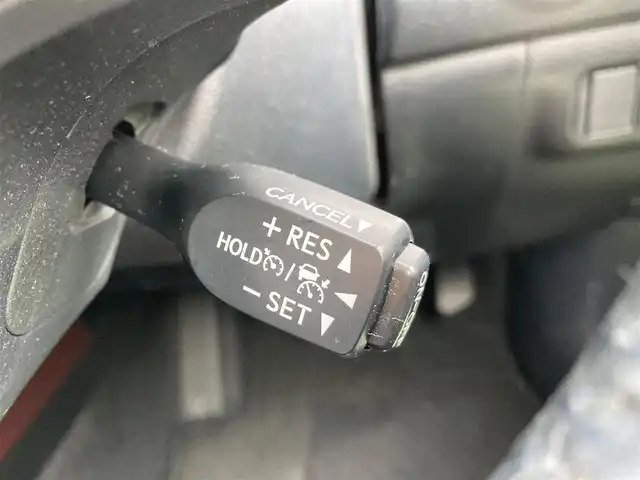 CANCEL▼
+ RES ▲
HOLD /
− SET ▼